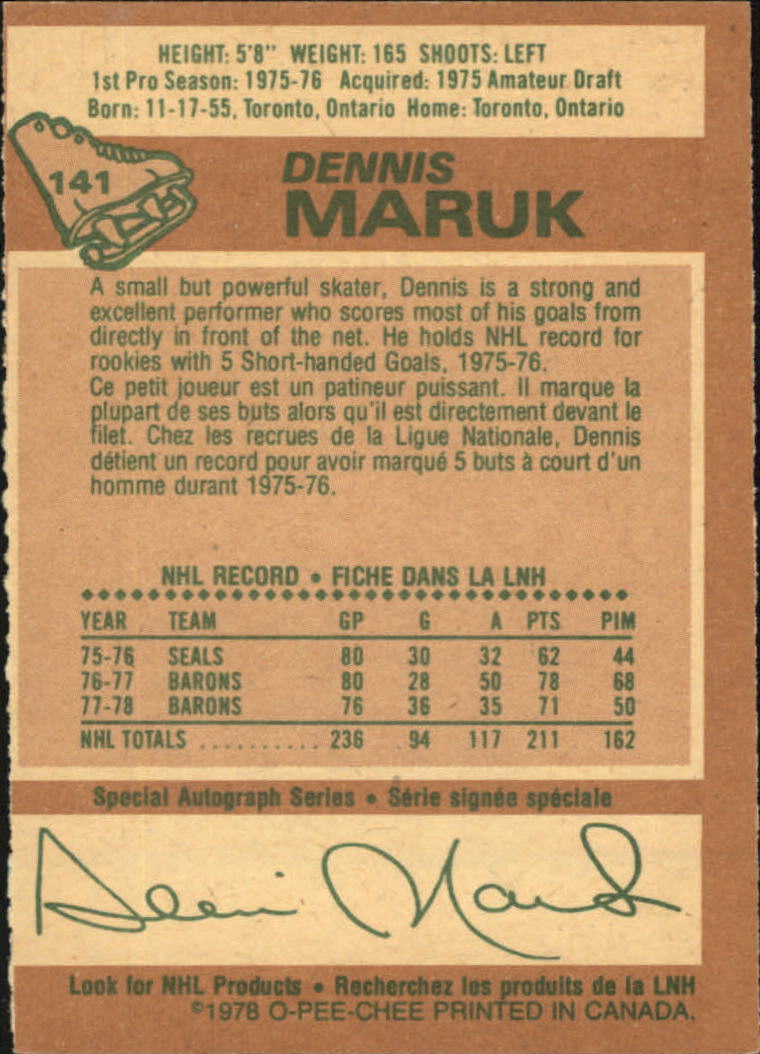 HEIGHT: 5'8" WEIGHT: 165 SHOOTS: LEFT
1st Pro Season: 1975-76 Acquired: 1975 Amateur Draft
Born: 11-17-55, Toronto, Ontario Home: Toronto, Ontario
141
DENNIS
MARUK
A small but powerful skater, Dennis is a strong and
excellent performer who scores most of his goals from
directly in front of the net. He holds NHL record for
rookies with 5 Short-handed Goals, 1975-76.
Ce petit joueur est un patineur puissant. Il marque la
plupart de ses buts alors qu'il est directement devant le
filet. Chez les recrues de la Ligue Nationale, Dennis
détient un record pour avoir marqué 5 buts à court d'un
homme durant 1975-76.
NHL RECORD • FICHE DANS LA LNH
YEAR TEAM GP G A PTS PIM
75-76 SEALS 80 30 32 62 44
76-77 BARONS 80 28 50 78 68
77-78 BARONS 76 36 35 71 50
NHL TOTALS .......... 236 94 117 211 162
Special Autograph Series • Série signée spéciale
Dennis Maruk
Look for NHL Products • Recherchez les produits de la LNH
©1978 O-PEE-CHEE PRINTED IN CANADA.